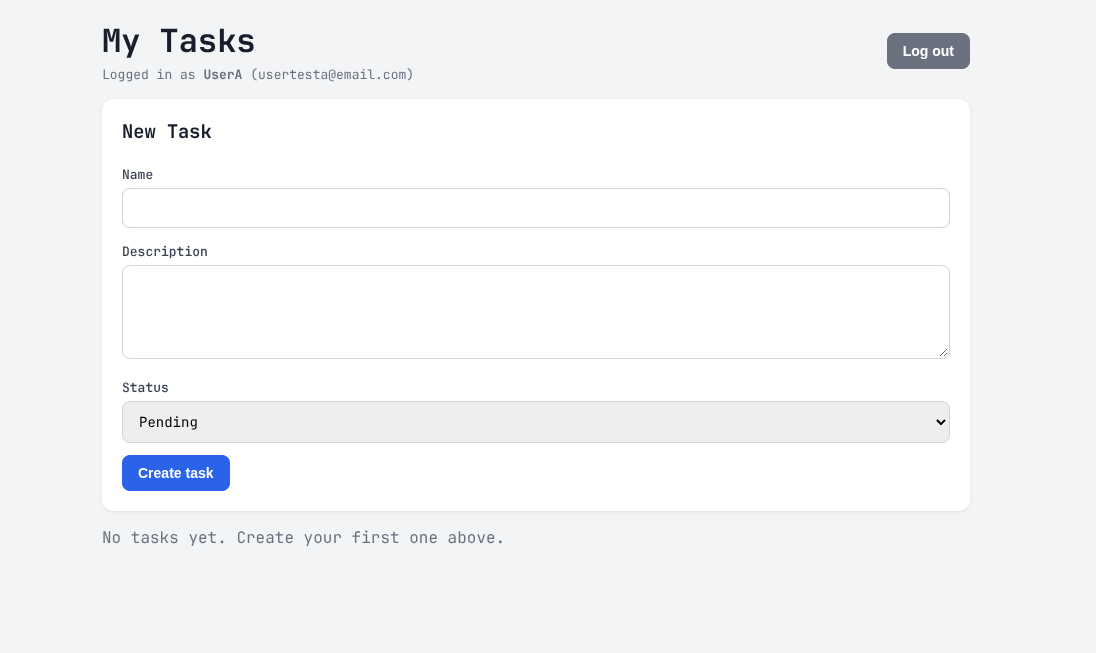 My Tasks
Logged in as UserA (usertesta@email.com)
Log out
New Task
Name
Description
Status
Pending
Create task
No tasks yet. Create your first one above.